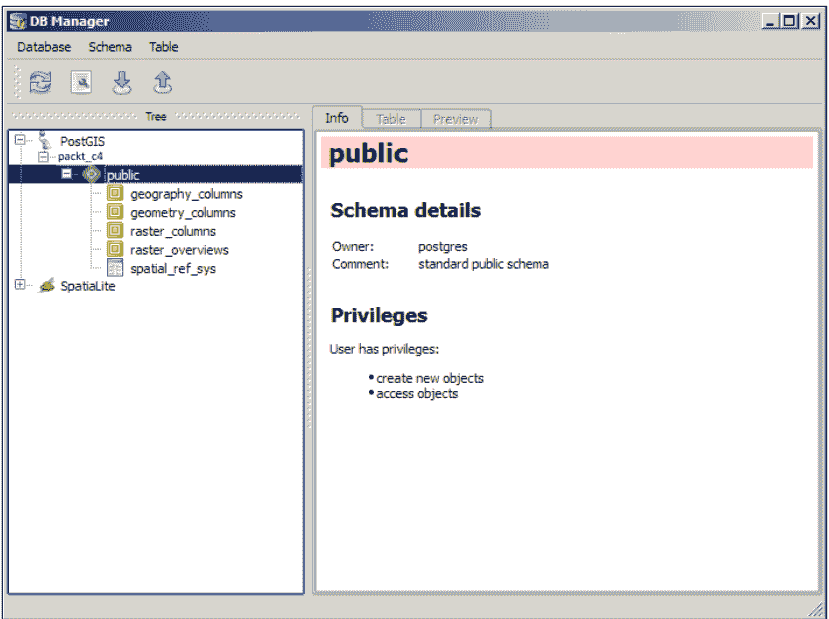 DB Manager
Database Schema Table
Tree
PostGIS
packt_c4
public
geography_columns
geometry_columns
raster_columns
raster_overviews
spatial_ref_sys
SpatiaLite
Info Table Preview
public
Schema details
Owner: postgres
Comment: standard public schema
Privileges
User has privileges:
• create new objects
• access objects